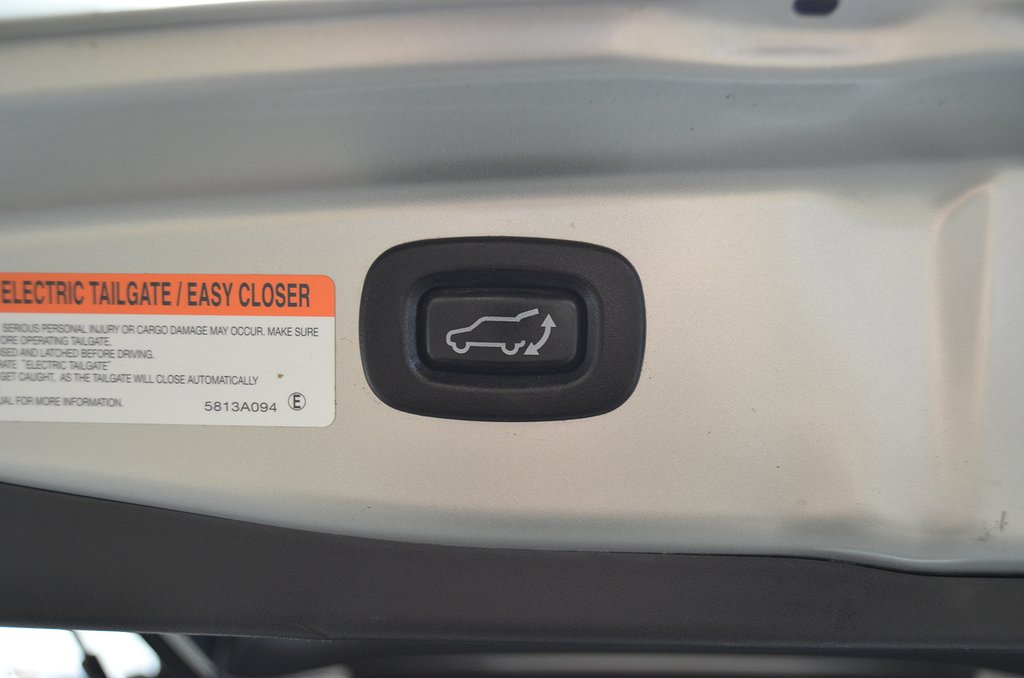 ELECTRIC TAILGATE / EASY CLOSER
SERIOUS PERSONAL INJURY OR CARGO DAMAGE MAY OCCUR. MAKE SURE
ORE OPERATING TAILGATE.
SED AND LATCHED BEFORE DRIVING.
ATE "ELECTRIC TAILGATE"
GET CAUGHT, AS THE TAILGATE WILL CLOSE AUTOMATICALLY
UAL FOR MORE INFORMATION.
5813A094 E